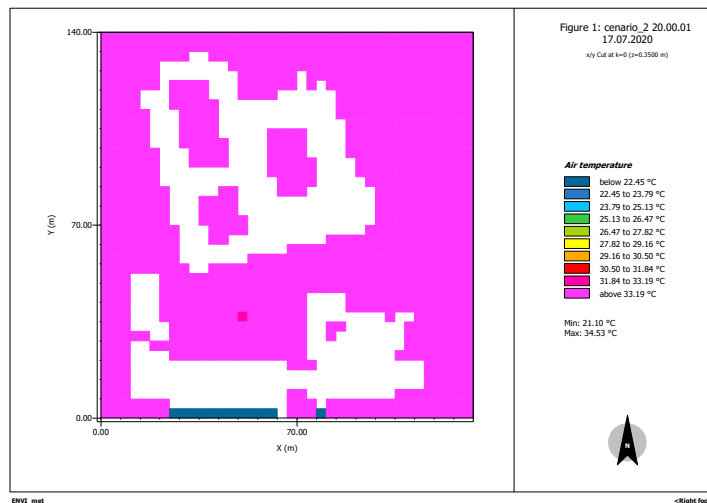 Figure 1: cenario_2 20.00.01
17.07.2020
x/y Cut at k=0 (z=0.3500 m)
140.00
70.00
0.00
Y (m)
0.00
70.00
X (m)
Air temperature
below 22.45 °C
22.45 to 23.79 °C
23.79 to 25.13 °C
25.13 to 26.47 °C
26.47 to 27.82 °C
27.82 to 29.16 °C
29.16 to 30.50 °C
30.50 to 31.84 °C
31.84 to 33.19 °C
above 33.19 °C
Min: 21.10 °C
Max: 34.53 °C
N
ENVI_met
<Right foo